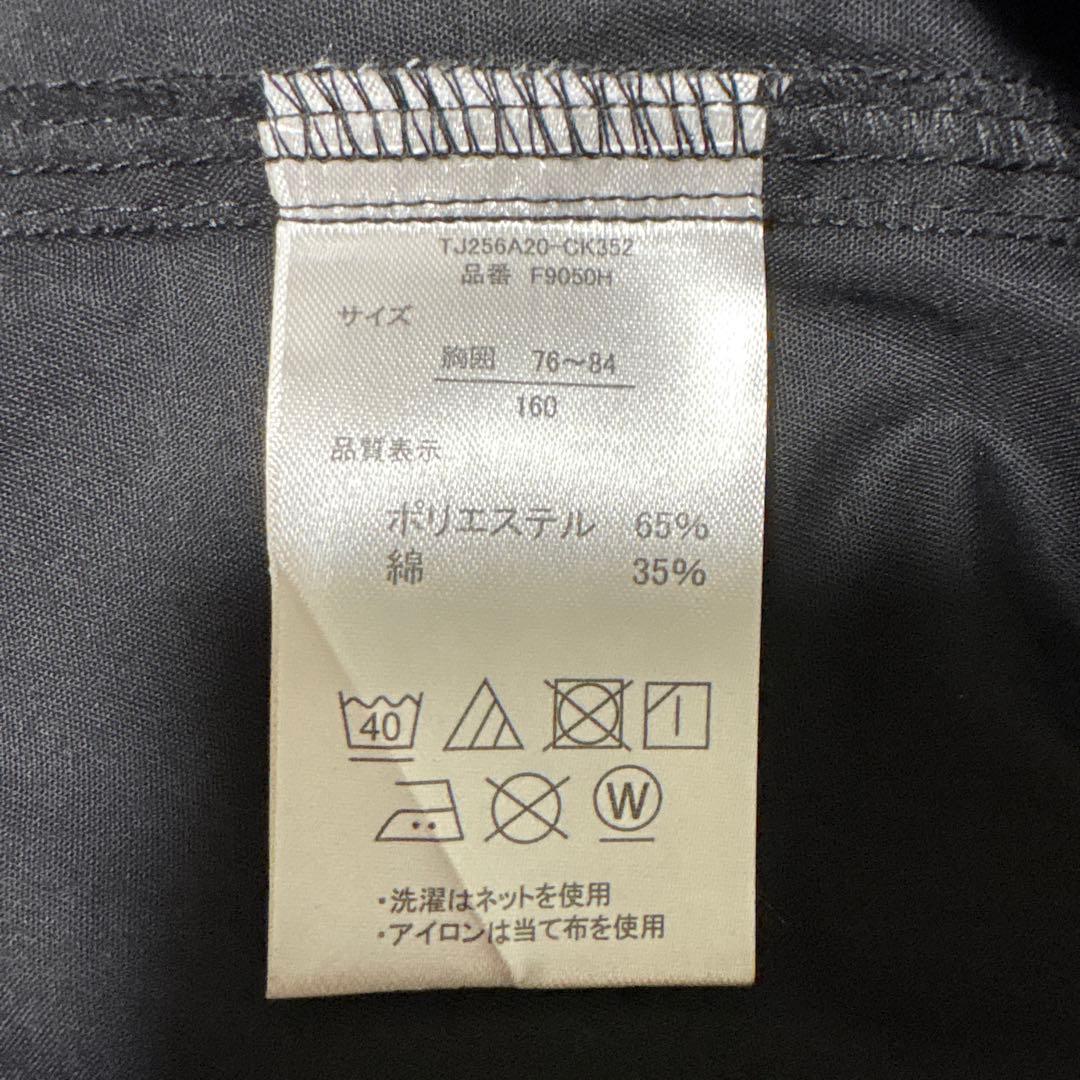 TJ256A20-CK352
品番 F9050H
サイズ
胸囲 76～84
160
品質表示
ポリエステル 65%
綿 35%
40
W
・洗濯はネットを使用
・アイロンは当て布を使用